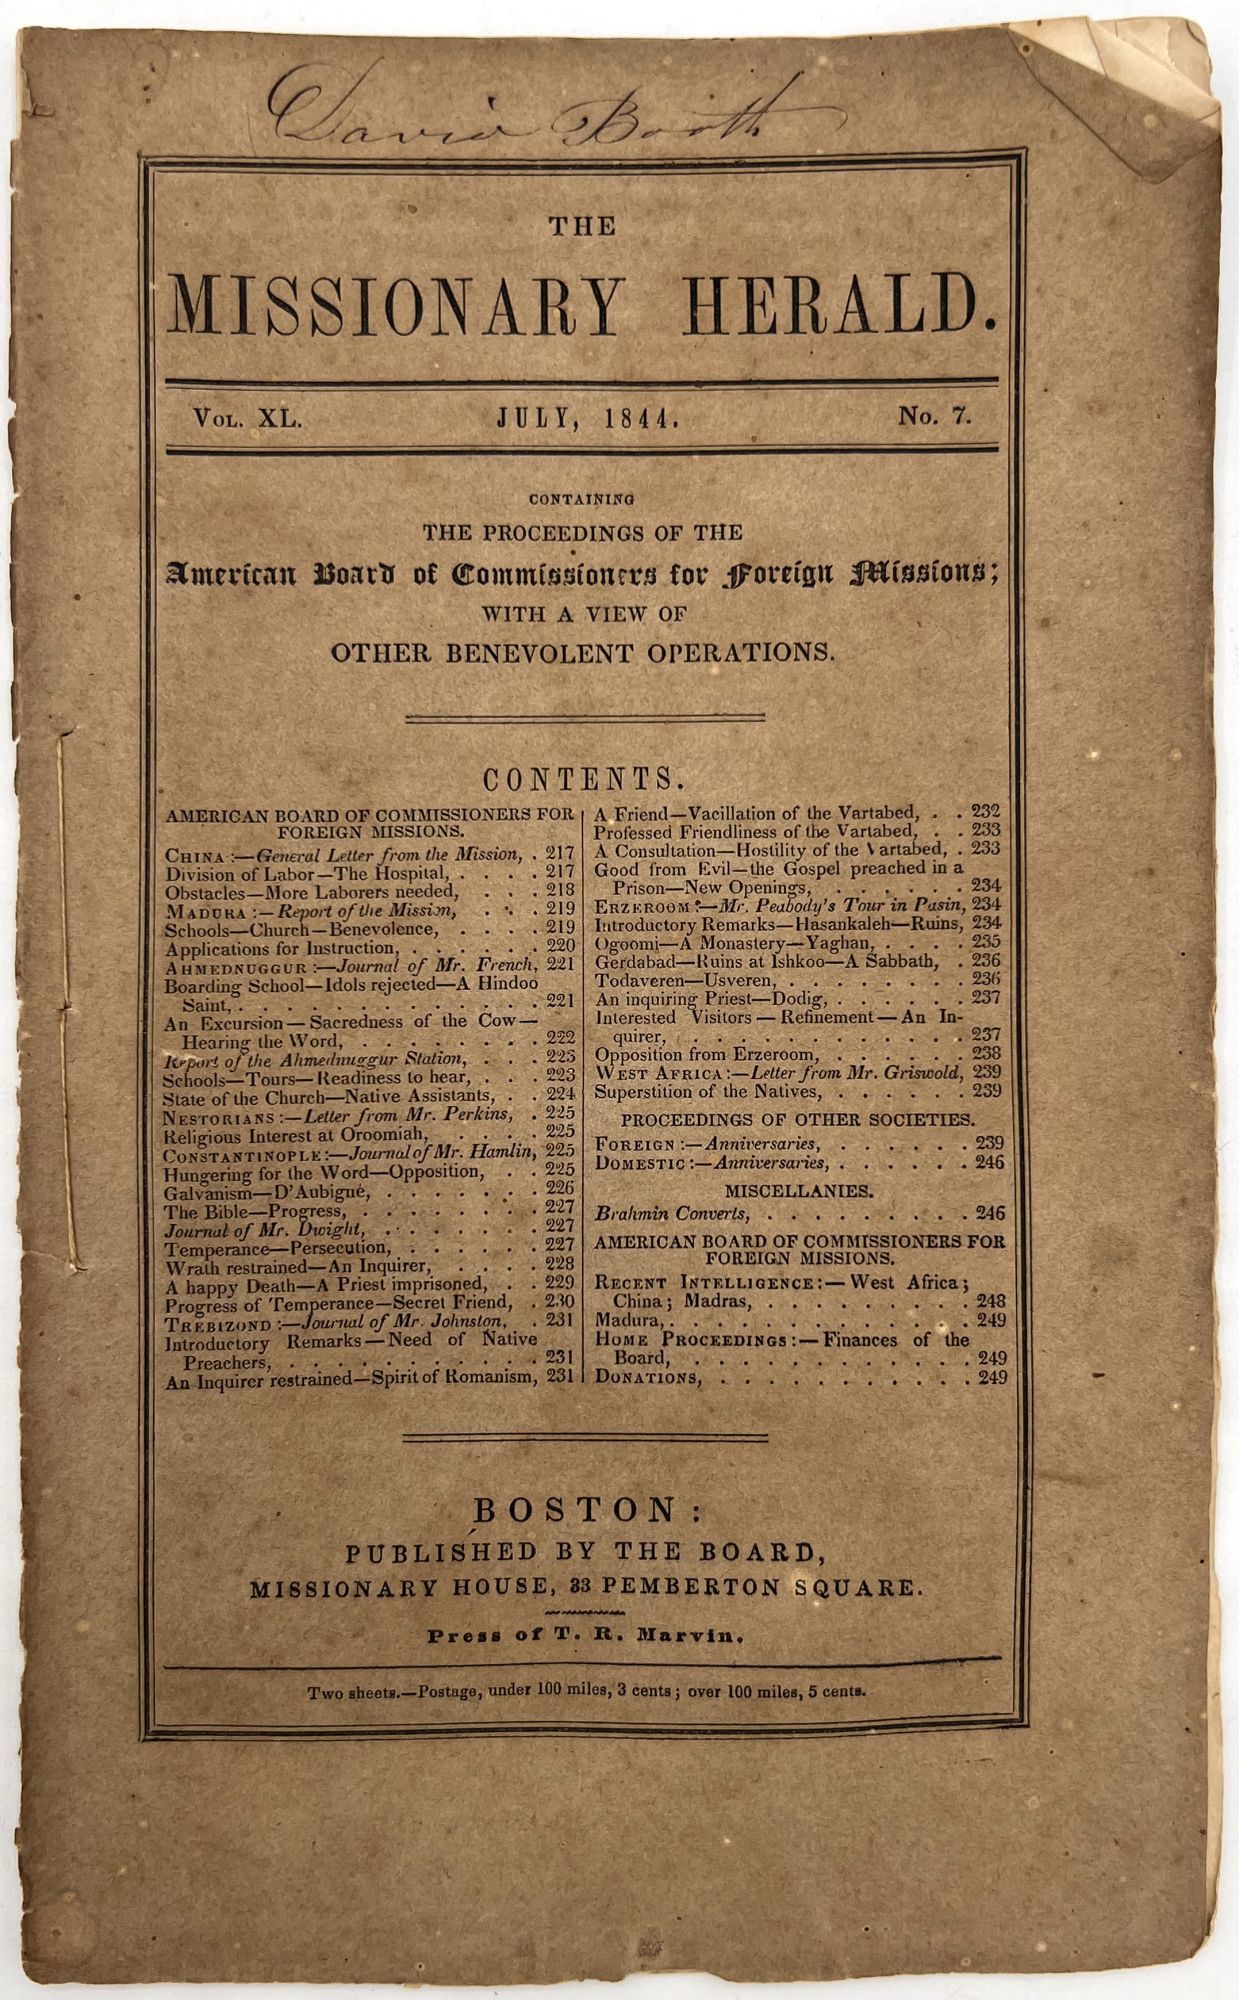 David Booth
THE
MISSIONARY HERALD.
VOL. XL. JULY, 1844. No. 7.
CONTAINING
THE PROCEEDINGS OF THE
American Board of Commissioners for Foreign Missions;
WITH A VIEW OF
OTHER BENEVOLENT OPERATIONS.
CONTENTS.
AMERICAN BOARD OF COMMISSIONERS FOR
FOREIGN MISSIONS.
CHINA:—General Letter from the Mission, . 217
Division of Labor—The Hospital, . . . . 217
Obstacles—More Laborers needed, . . . 218
MADURA:—Report of the Mission, . . . 219
Schools—Church—Benevolence, . . . . 219
Applications for Instruction, . . . . . . 220
AHMEDNUGGUR:—Journal of Mr. French, 221
Boarding School—Idols rejected—A Hindoo
Saint, . . . . . . . . . . . . 221
An Excursion—Sacredness of the Cow—
Hearing the Word, . . . . . . . . 222
Report of the Ahmednuggur Station, . . . 223
Schools—Tours—Readiness to hear, . . . 223
State of the Church—Native Assistants, . . 224
NESTORIANS:—Letter from Mr. Perkins, . 225
Religious Interest at Oroomiah, . . . . 225
CONSTANTINOPLE:—Journal of Mr. Hamlin, 225
Hungering for the Word—Opposition, . . 225
Galvanism—D'Aubigné, . . . . . . . 226
The Bible—Progress, . . . . . . . . 227
Journal of Mr. Dwight, . . . . . . . 227
Temperance—Persecution, . . . . . . 227
Wrath restrained—An Inquirer, . . . . 228
A happy Death—A Priest imprisoned, . . 229
Progress of Temperance—Secret Friend, . 230
TREBIZOND:—Journal of Mr. Johnston, . 231
Introductory Remarks—Need of Native
Preachers, . . . . . . . . . . . 231
An Inquirer restrained—Spirit of Romanism, 231
A Friend—Vacillation of the Vartabed, . . 232
Professed Friendliness of the Vartabed, . . 233
A Consultation—Hostility of the Vartabed, . 233
Good from Evil—the Gospel preached in a
Prison—New Openings, . . . . . . 234
ERZEROOM:—Mr. Peabody's Tour in Pasin, 234
Introductory Remarks—Hasankaleh—Ruins, 234
Ogoomi—A Monastery—Yaghan, . . . . 235
Gerdabad—Ruins at Ishkoo—A Sabbath, . 236
Todaveren—Usveren, . . . . . . . . 236
An inquiring Priest—Dodig, . . . . . . 237
Interested Visitors—Refinement—An In-
quirer, . . . . . . . . . . . . 237
Opposition from Erzeroom, . . . . . . 238
WEST AFRICA:—Letter from Mr. Griswold, 239
Superstition of the Natives, . . . . . . 239
PROCEEDINGS OF OTHER SOCIETIES.
FOREIGN:—Anniversaries, . . . . . . 239
DOMESTIC:—Anniversaries, . . . . . . 246
MISCELLANIES.
Brahmin Converts, . . . . . . . . . 246
AMERICAN BOARD OF COMMISSIONERS FOR
FOREIGN MISSIONS.
RECENT INTELLIGENCE:—West Africa;
China; Madras, . . . . . . . . . 248
Madura, . . . . . . . . . . . . 249
HOME PROCEEDINGS:—Finances of the
Board, . . . . . . . . . . . . 249
DONATIONS, . . . . . . . . . . . 249
BOSTON:
PUBLISHED BY THE BOARD,
MISSIONARY HOUSE, 33 PEMBERTON SQUARE.
Press of T. R. Marvin.
Two sheets.—Postage, under 100 miles, 3 cents; over 100 miles, 5 cents.